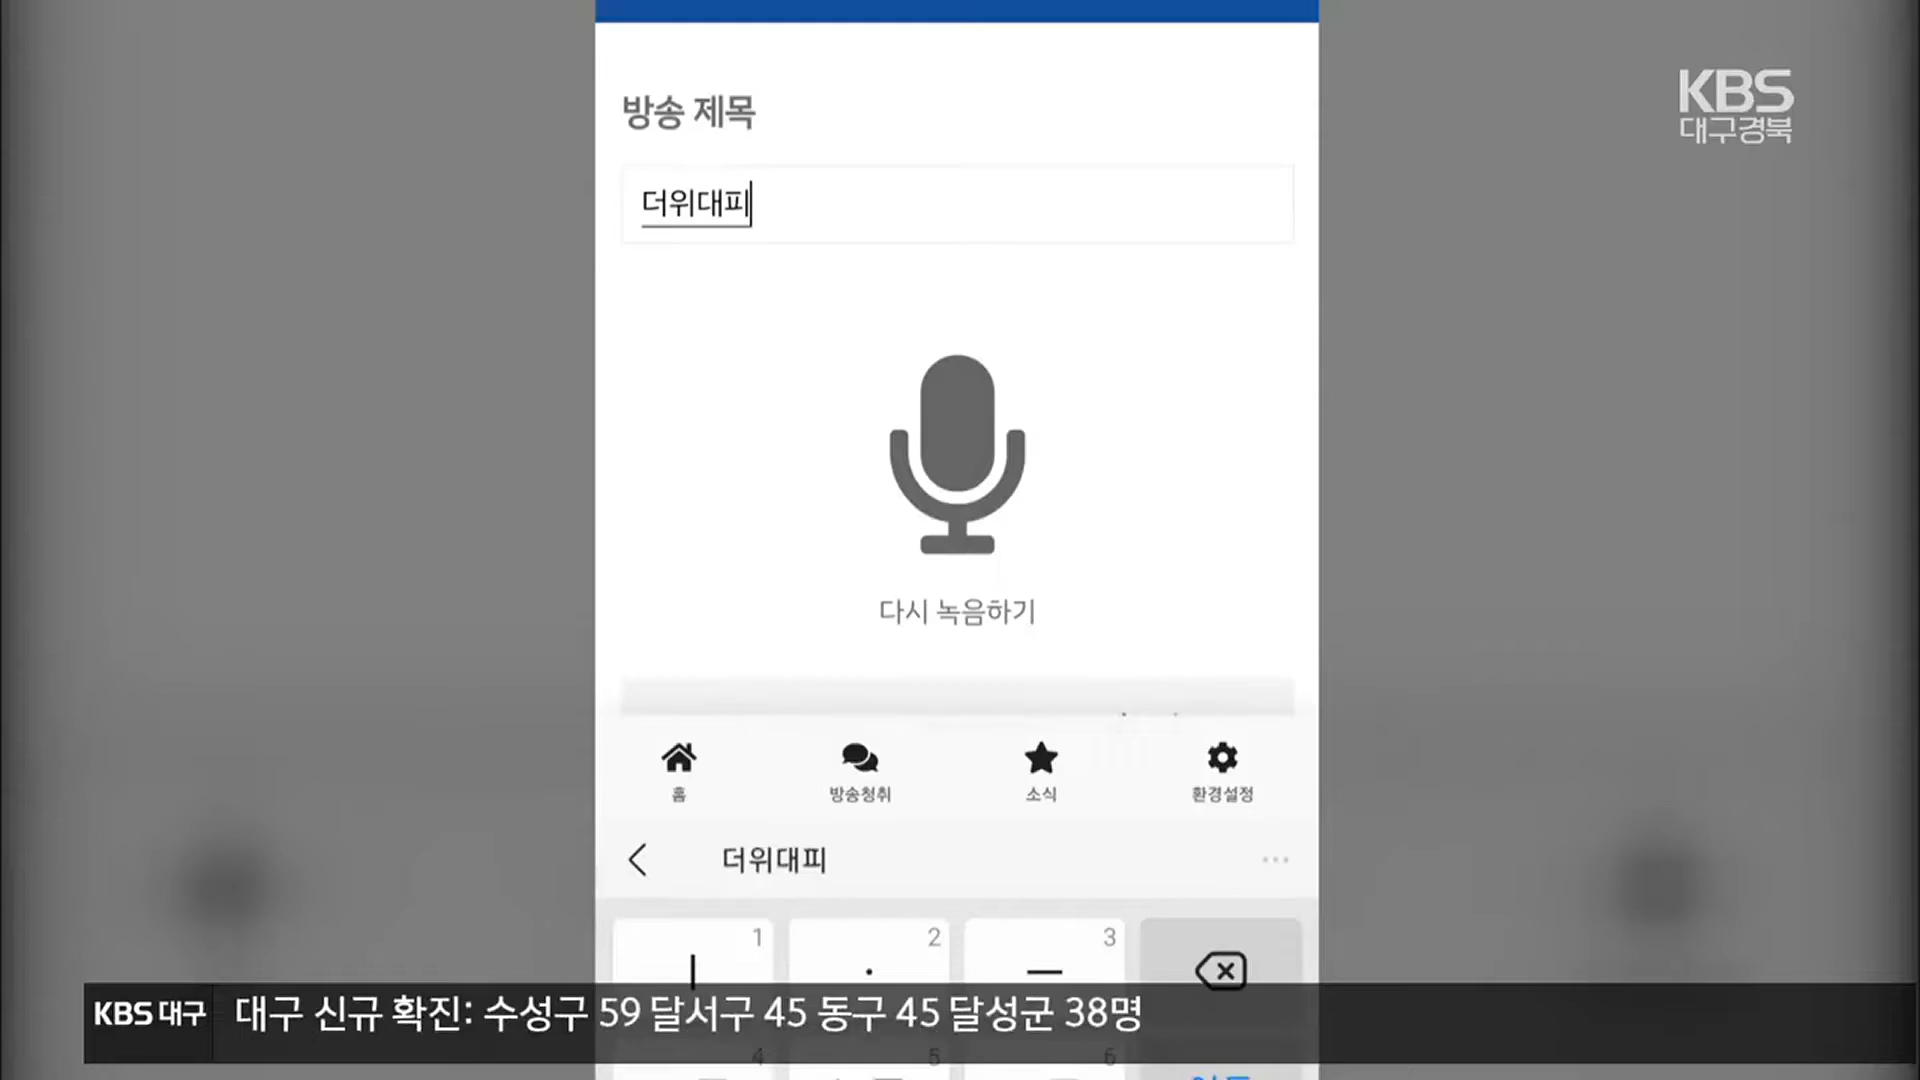 방송 제목
KBS
대구경북
더위대피
다시 녹음하기
홈 방송청취 소식 환경설정
더위대피
1 2 3
KBS 대구 대구 신규 확진: 수성구 59 달서구 45 동구 45 달성군 38명
4 5 6